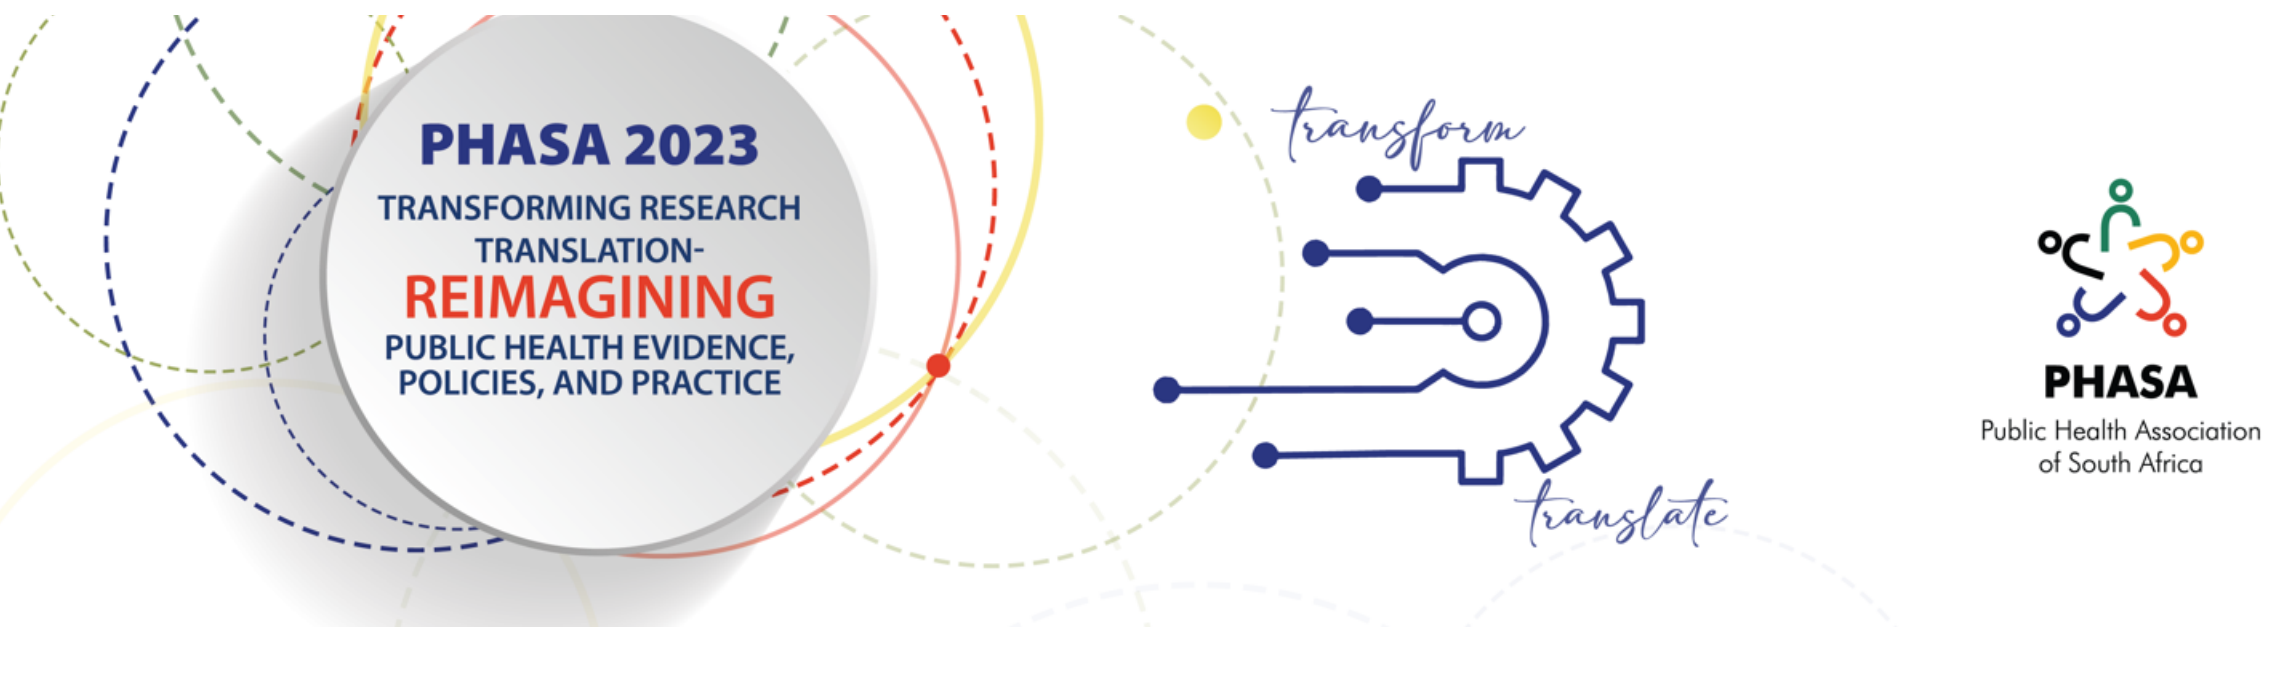 PHASA 2023
TRANSFORMING RESEARCH
TRANSLATION-
REIMAGINING
PUBLIC HEALTH EVIDENCE,
POLICIES, AND PRACTICE
transform
translate
PHASA
Public Health Association
of South Africa